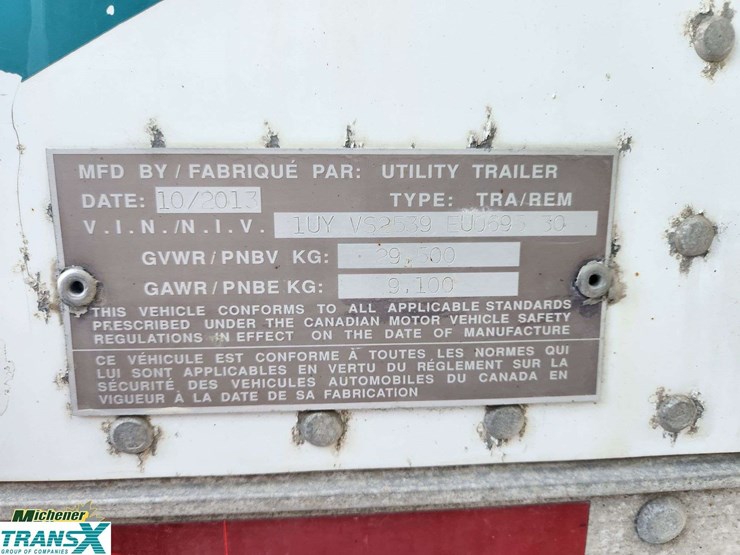 MFD BY / FABRIQUÉ PAR: UTILITY TRAILER
DATE: 10/2013 TYPE: TRA/REM
V.I.N./N.I.V. 1UY
GVWR / PNBV KG:
GAWR / PNBE KG: 9,100
THIS VEHICLE CONFORMS TO ALL APPLICABLE STANDARDS
PRESCRIBED UNDER THE CANADIAN MOTOR VEHICLE SAFETY
REGULATIONS IN EFFECT ON THE DATE OF MANUFACTURE
CE VÉHICULE EST CONFORME À TOUTES LES NORMES QUI
LUI SONT APPLICABLES EN VERTU DU RÉGLEMENT SUR LA
SÉCURITÉ DES VEHICULES AUTOMOBILES DU CANADA EN
VIGUEUR À LA DATE DE SA FABRICATION
Michener
TRANSX
GROUP OF COMPANIES